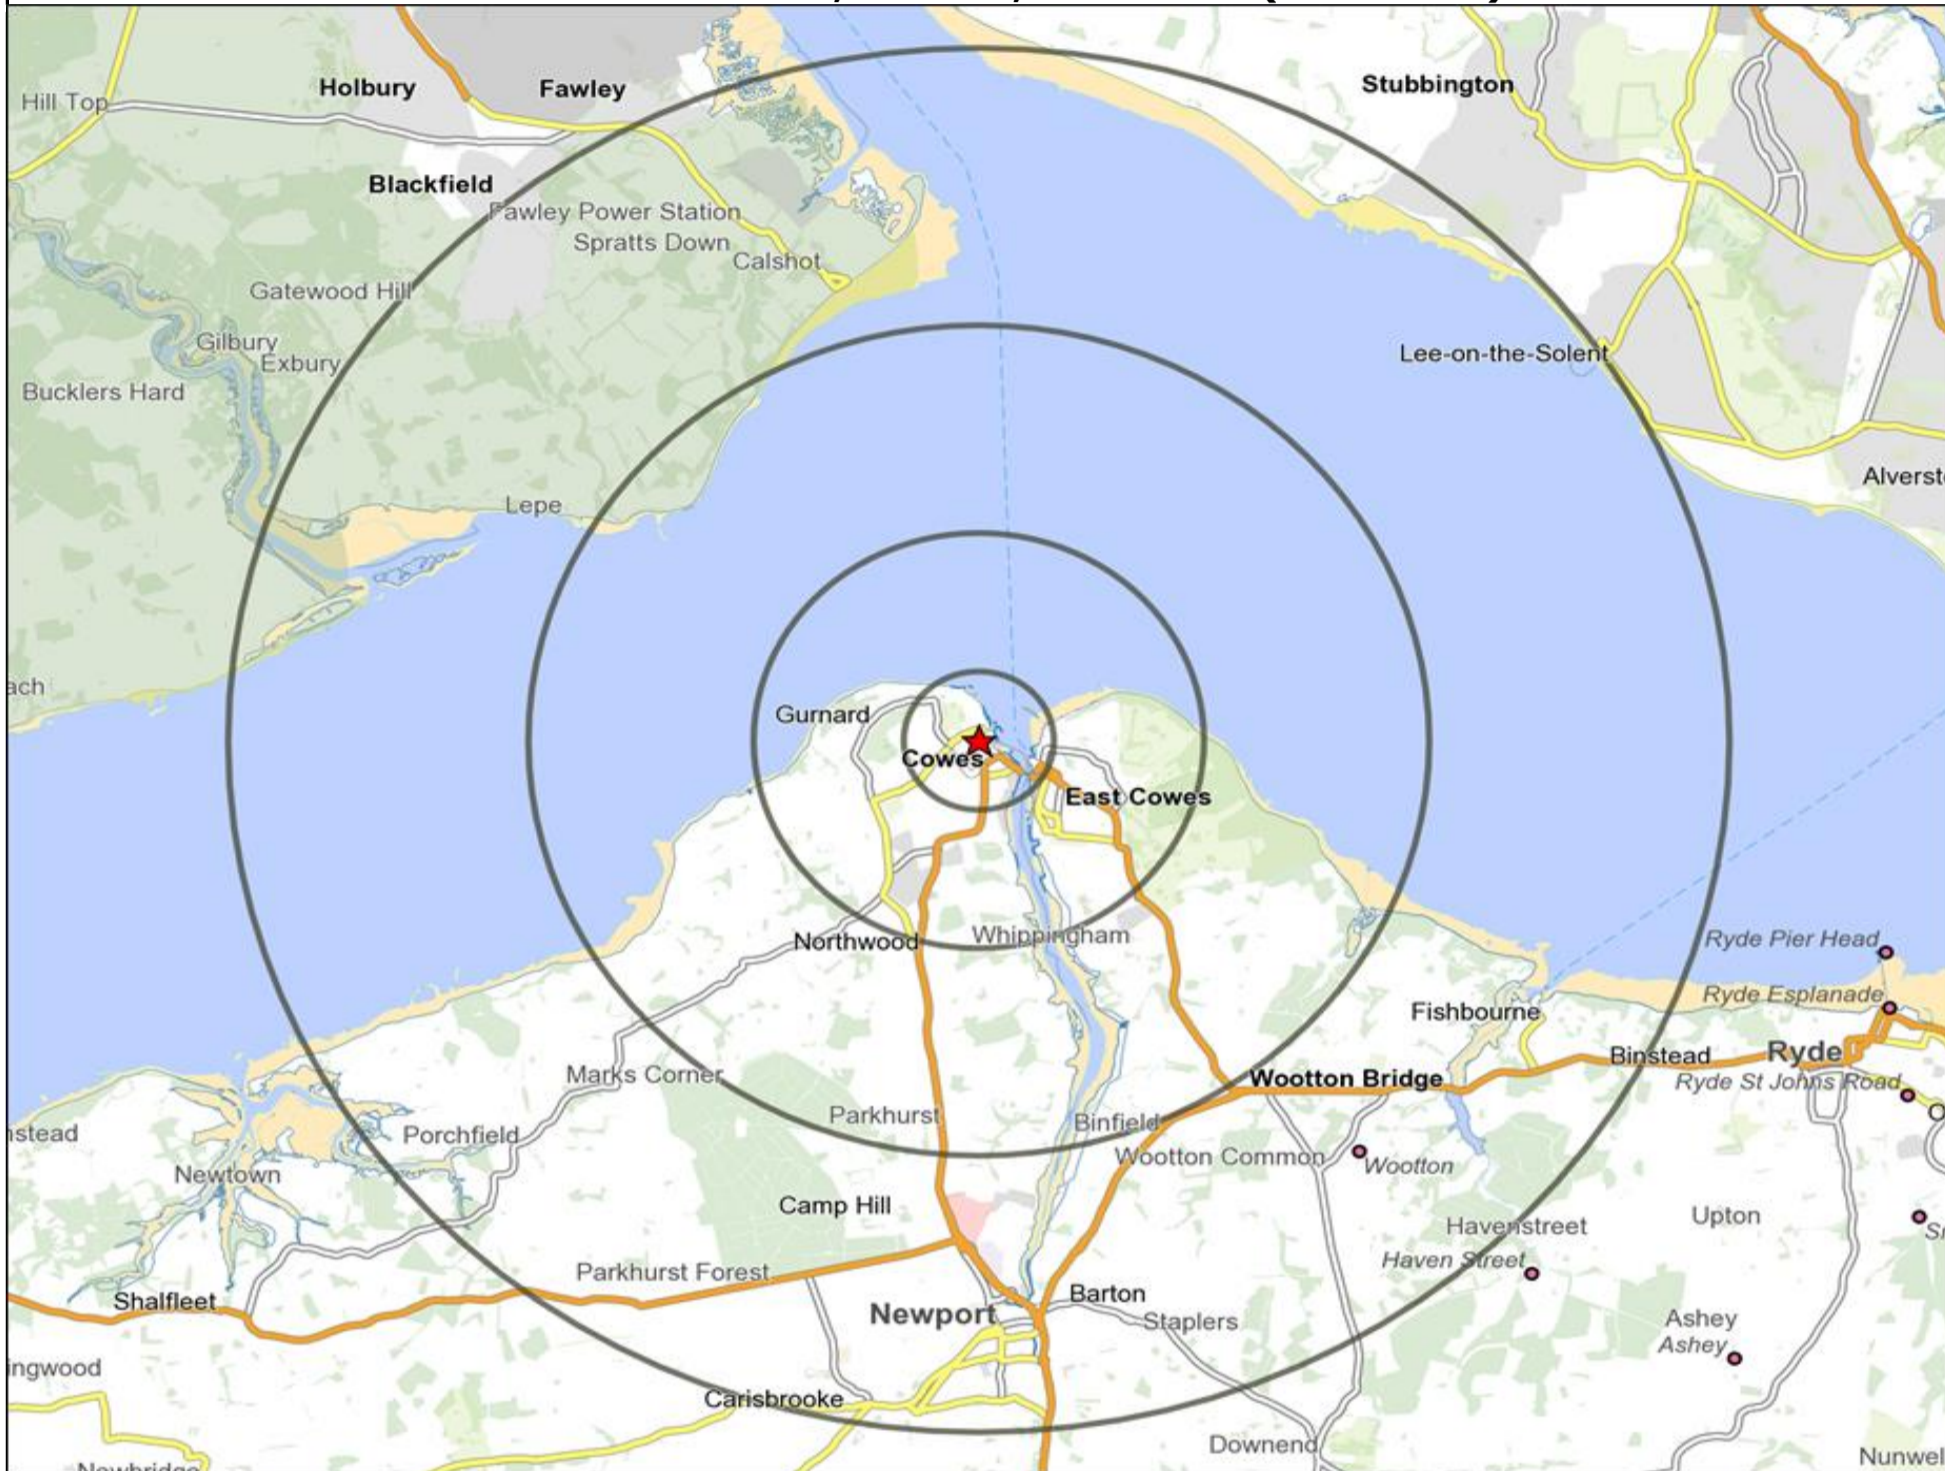 Stubbington
Holbury
Fawley
Hill Top
Blackfield
Fawley Power Station
Spratts Down
Calshot
Gatewood Hill
Gilbury
Exbury
Lee-on-the-Solent
Bucklers Hard
Alverst
Lepe
ach
Gurnard
Cowes
East Cowes
Northwood
Whippingham
Ryde Pier Head
Ryde Esplanade
Fishbourne
Ryde
Binstead
Marks Corner
Wootton Bridge
Ryde St Johns Road
Parkhurst
Binfield
nstead
Porchfield
Wootton Common
Wootton
Newtown
Camp Hill
Upton
Havenstreet
Haven Street
Parkhurst Forest
Shalfleet
Barton
Newport
Staplers
Ashey
Ashey
ingwood
Carisbrooke
Downend
Nunwel
Newbridge